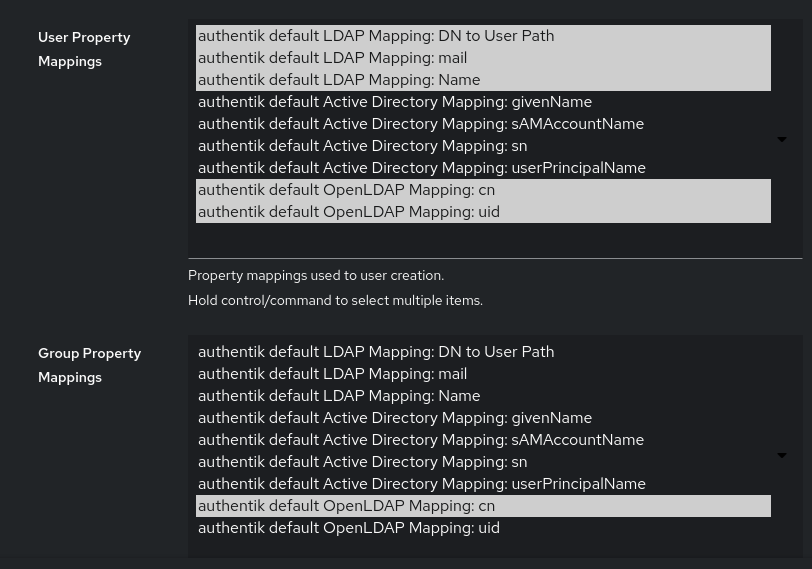 User Property
Mappings
authentik default LDAP Mapping: DN to User Path
authentik default LDAP Mapping: mail
authentik default LDAP Mapping: Name
authentik default Active Directory Mapping: givenName
authentik default Active Directory Mapping: sAMAccountName
authentik default Active Directory Mapping: sn
authentik default Active Directory Mapping: userPrincipalName
authentik default OpenLDAP Mapping: cn
authentik default OpenLDAP Mapping: uid
Property mappings used to user creation.
Hold control/command to select multiple items.
Group Property
Mappings
authentik default LDAP Mapping: DN to User Path
authentik default LDAP Mapping: mail
authentik default LDAP Mapping: Name
authentik default Active Directory Mapping: givenName
authentik default Active Directory Mapping: sAMAccountName
authentik default Active Directory Mapping: sn
authentik default Active Directory Mapping: userPrincipalName
authentik default OpenLDAP Mapping: cn
authentik default OpenLDAP Mapping: uid